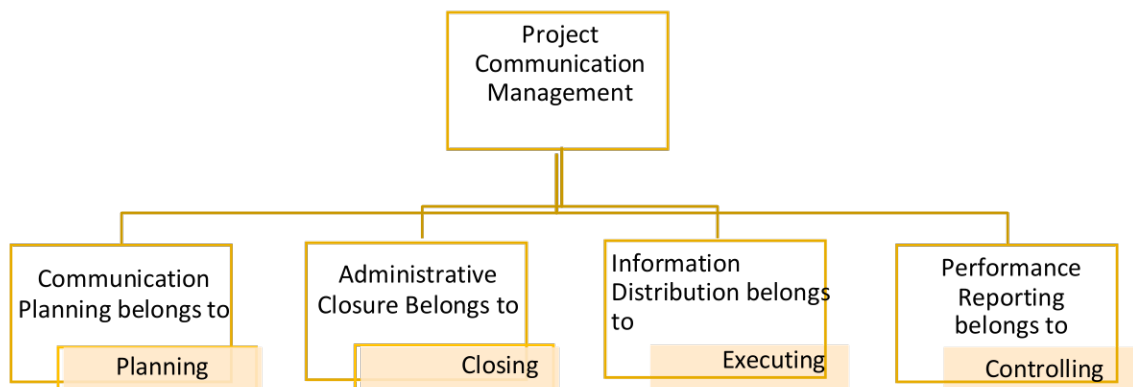 Project
Communication
Management
Communication
Planning belongs to
Planning
Administrative
Closure Belongs to
Closing
Information
Distribution belongs
to
Executing
Performance
Reporting
belongs to
Controlling